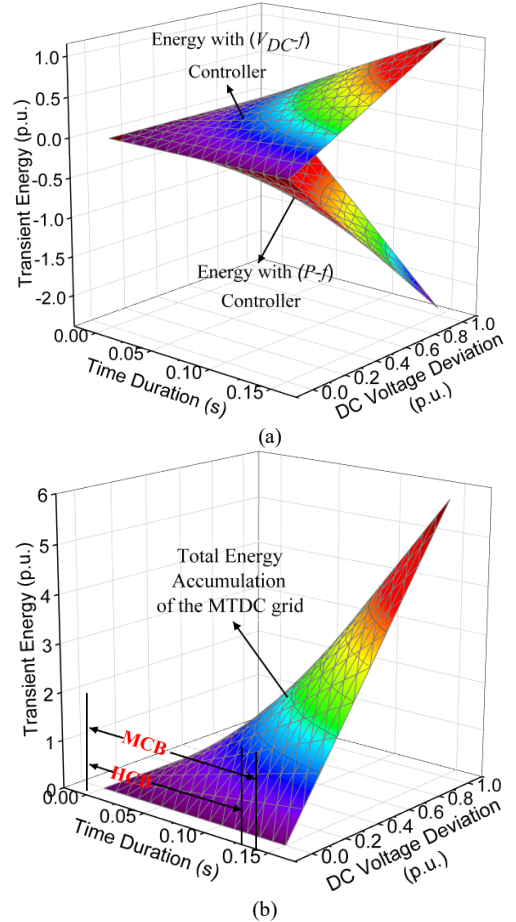 1.0
0.5
0.0
-0.5
-1.0
-1.5
-2.0
Transient Energy (p.u.)
Energy with (V_DC-f)
Controller
Energy with (P-f)
Controller
0.00
0.05
0.10
0.15
Time Duration (s)
0.0
0.2
0.4
0.6
0.8
1.0
DC Voltage Deviation
(p.u.)
(a)
6
5
4
3
2
1
0
Transient Energy (p.u.)
Total Energy
Accumulation
of the MTDC grid
MCB
HCB
0.00
0.05
0.10
0.15
Time Duration (s)
0.0
0.2
0.4
0.6
0.8
1.0
DC Voltage Deviation
(p.u.)
(b)